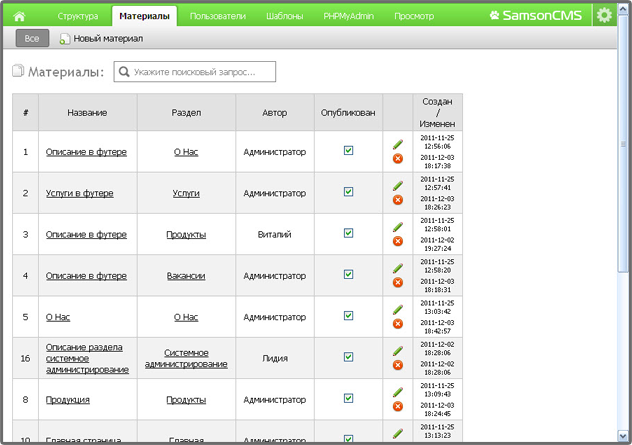 Структура Материалы Пользователи Шаблоны PHPMyAdmin Просмотр SamsonCMS
Все Новый материал
Материалы: Укажите поисковый запрос...
# Название Раздел Автор Опубликован Создан / Изменен
1 Описание в футере О Нас Администратор 2011-11-25 12:56:06 2011-12-03 18:17:38
2 Услуги в футере Услуги Администратор 2011-11-25 12:57:41 2011-12-03 18:26:23
3 Описание в футере Продукты Виталий 2011-11-25 12:58:01 2011-12-02 19:27:24
4 Описание в футере Вакансии Администратор 2011-11-25 12:58:20 2011-12-03 18:18:31
5 О Нас О Нас Администратор 2011-11-25 13:03:42 2011-12-03 18:42:57
16 Описание раздела системное администрирование Системное администрирование Лидия 2011-12-02 18:28:06 2011-12-02 18:28:06
8 Продукция Продукты Администратор 2011-11-25 13:09:43 2011-12-03 18:24:45
10 Главная страница Главная Администратор 2011-11-25 13:13:23